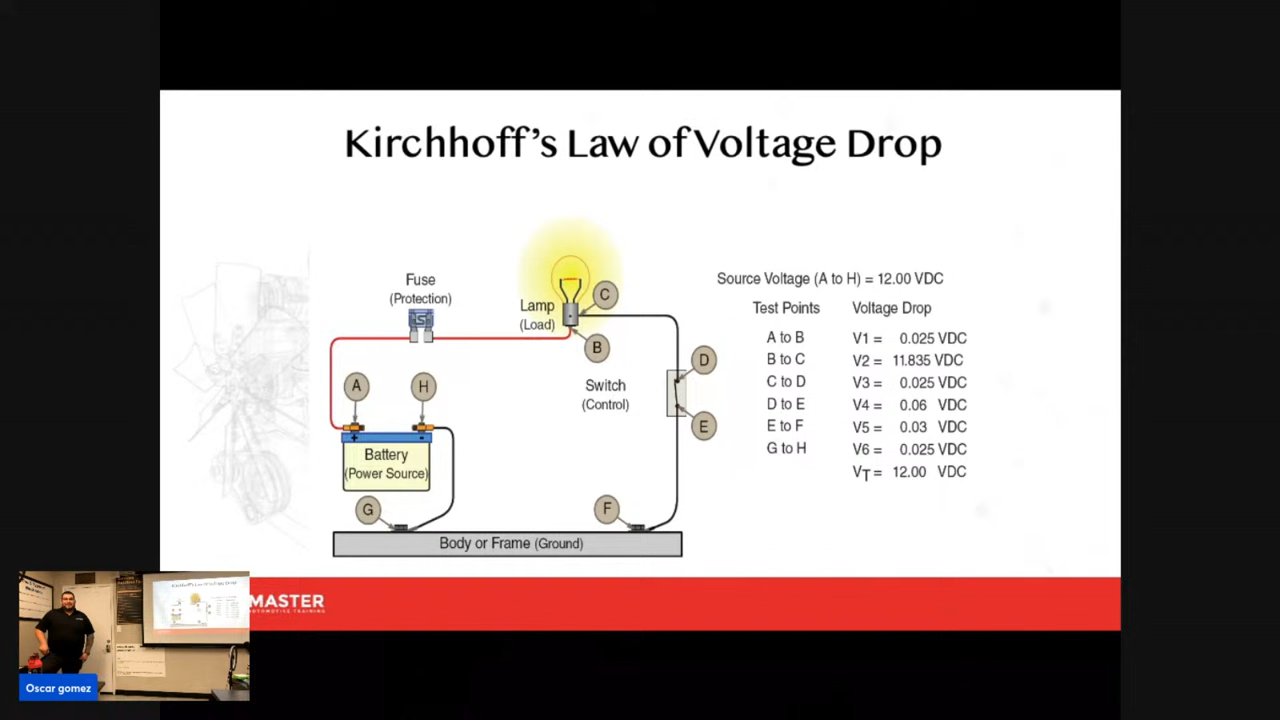 Kirchhoff's Law of Voltage Drop
Fuse
(Protection)
Lamp
(Load)
C
B
Switch
(Control)
D
E
A
H
+
-
Battery
(Power Source)
G
F
Body or Frame (Ground)
Source Voltage (A to H) = 12.00 VDC
Test Points Voltage Drop
A to B V1 = 0.025 VDC
B to C V2 = 11.835 VDC
C to D V3 = 0.025 VDC
D to E V4 = 0.06 VDC
E to F V5 = 0.03 VDC
G to H V6 = 0.025 VDC
VT = 12.00 VDC
MASTER
AUTOMOTIVE TRAINING
Oscar gomez